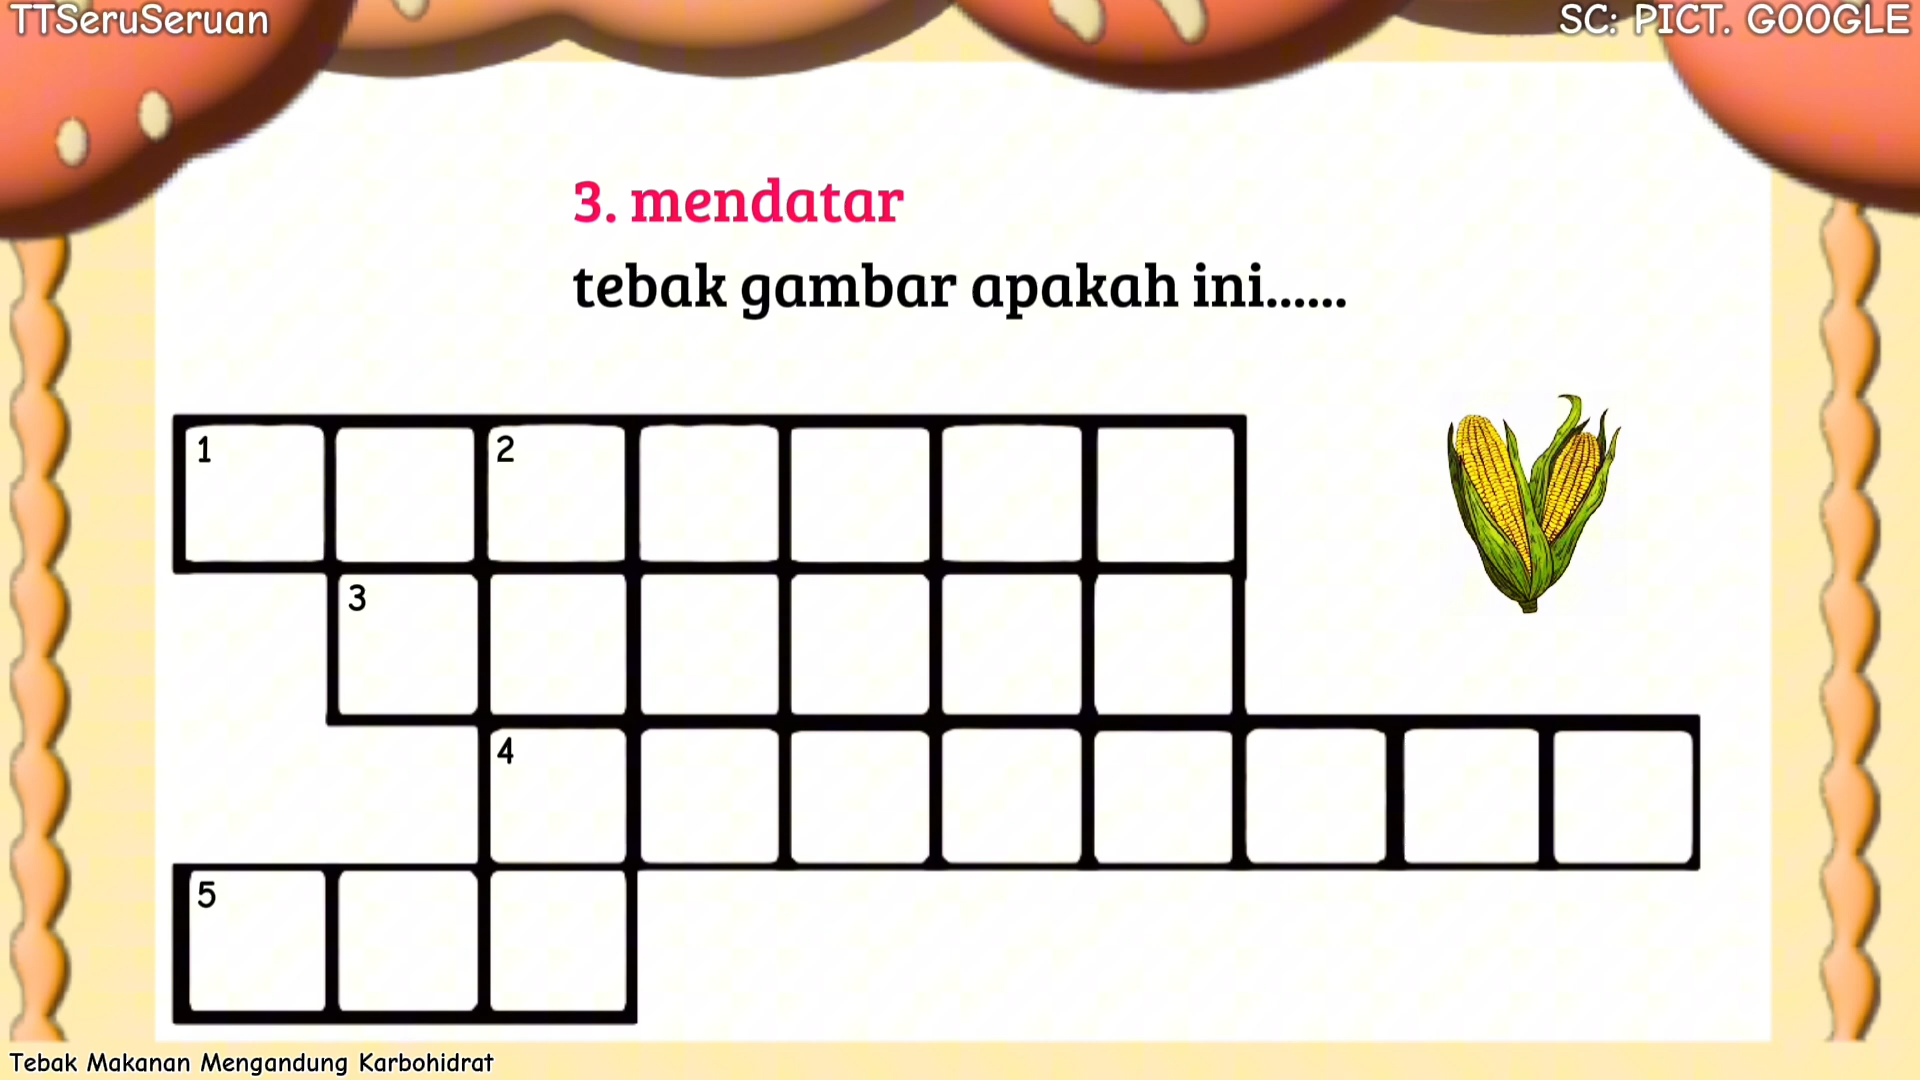 TTSeruSeruan
SC: PICT. GOOGLE
3. mendatar
tebak gambar apakah ini......
1
2
3
4
5
Tebak Makanan Mengandung Karbohidrat